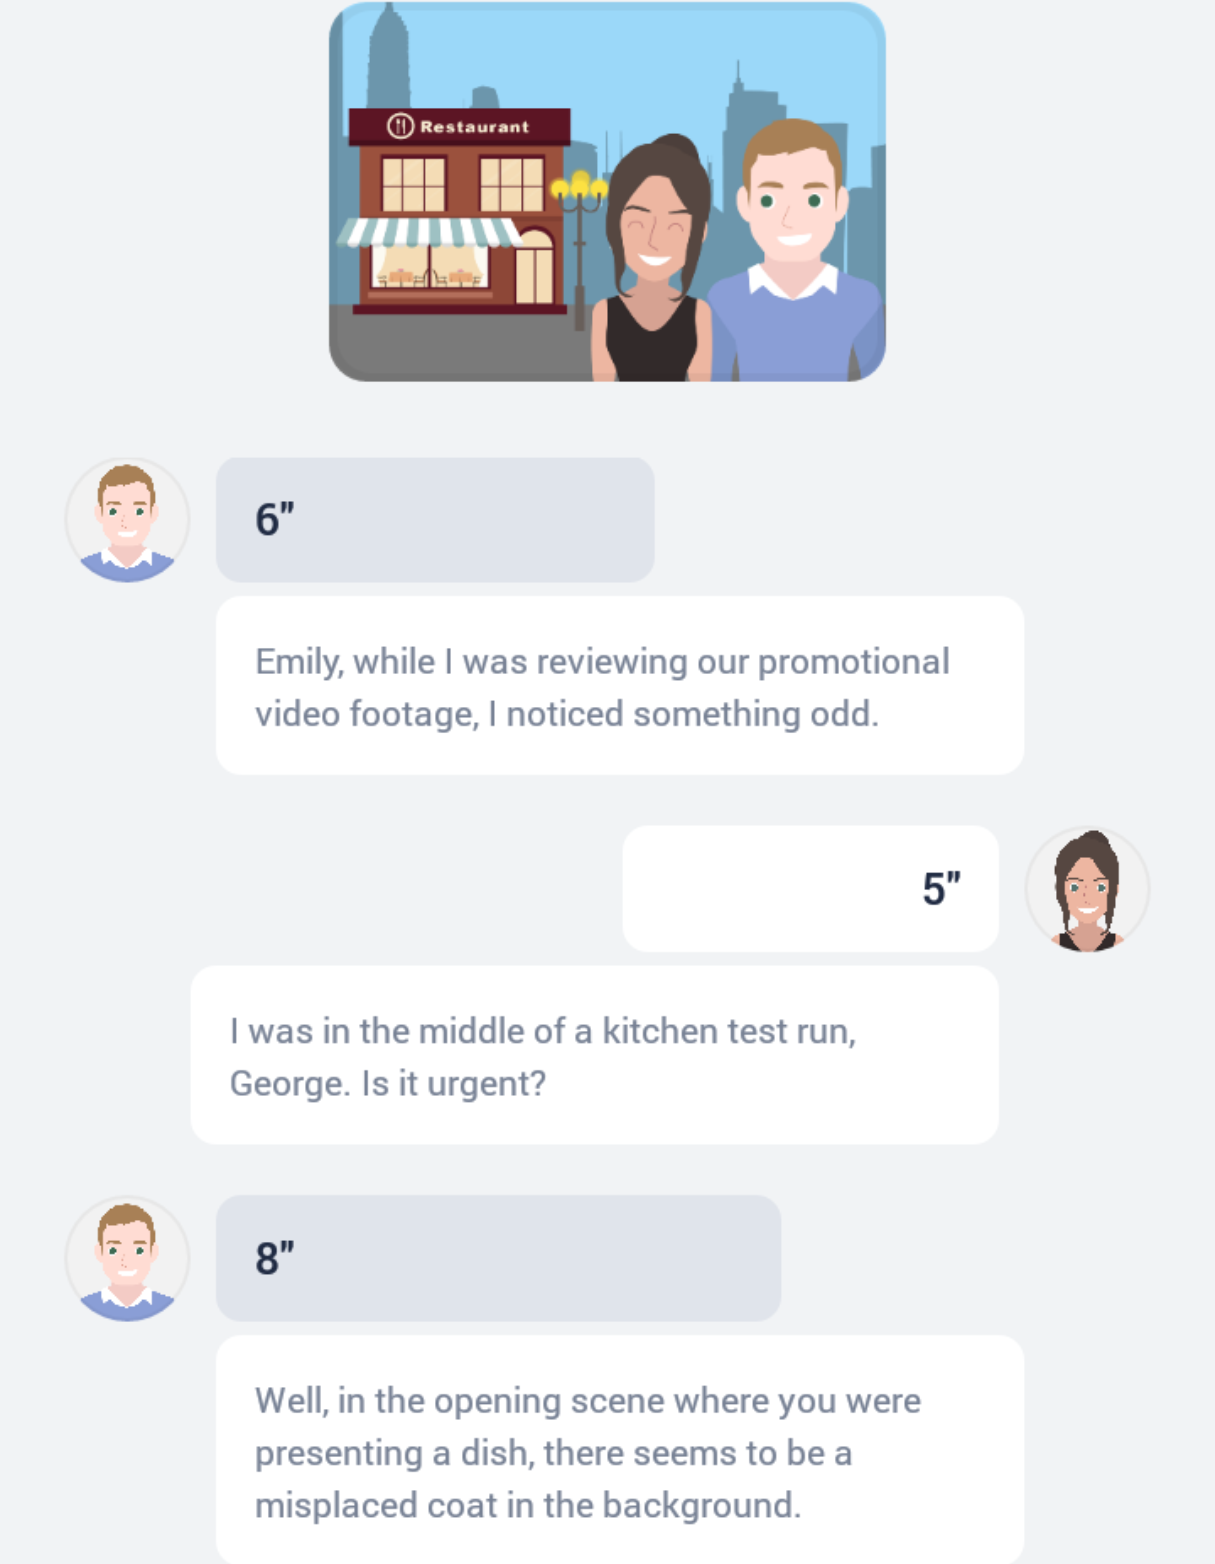 Restaurant
6"
Emily, while I was reviewing our promotional
video footage, I noticed something odd.
5"
I was in the middle of a kitchen test run,
George. Is it urgent?
8"
Well, in the opening scene where you were
presenting a dish, there seems to be a
misplaced coat in the background.